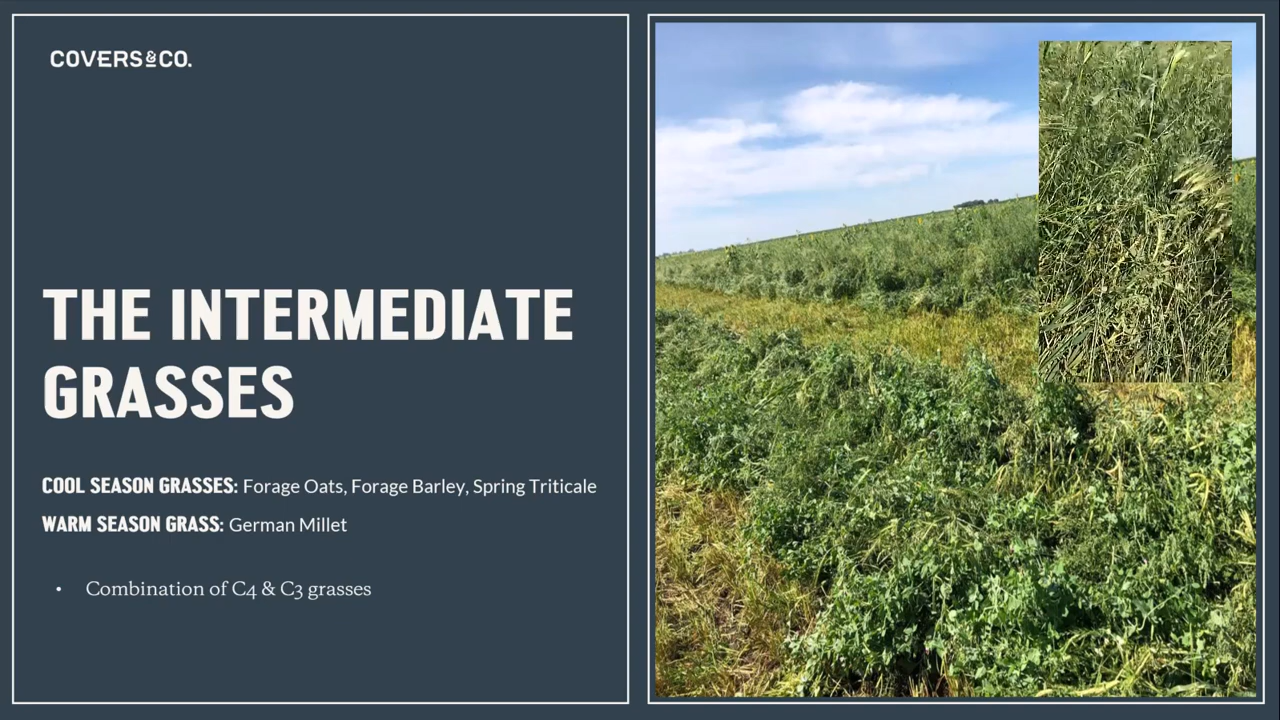 COVERS&CO.
THE INTERMEDIATE
GRASSES
COOL SEASON GRASSES: Forage Oats, Forage Barley, Spring Triticale
WARM SEASON GRASS: German Millet
• Combination of C4 & C3 grasses